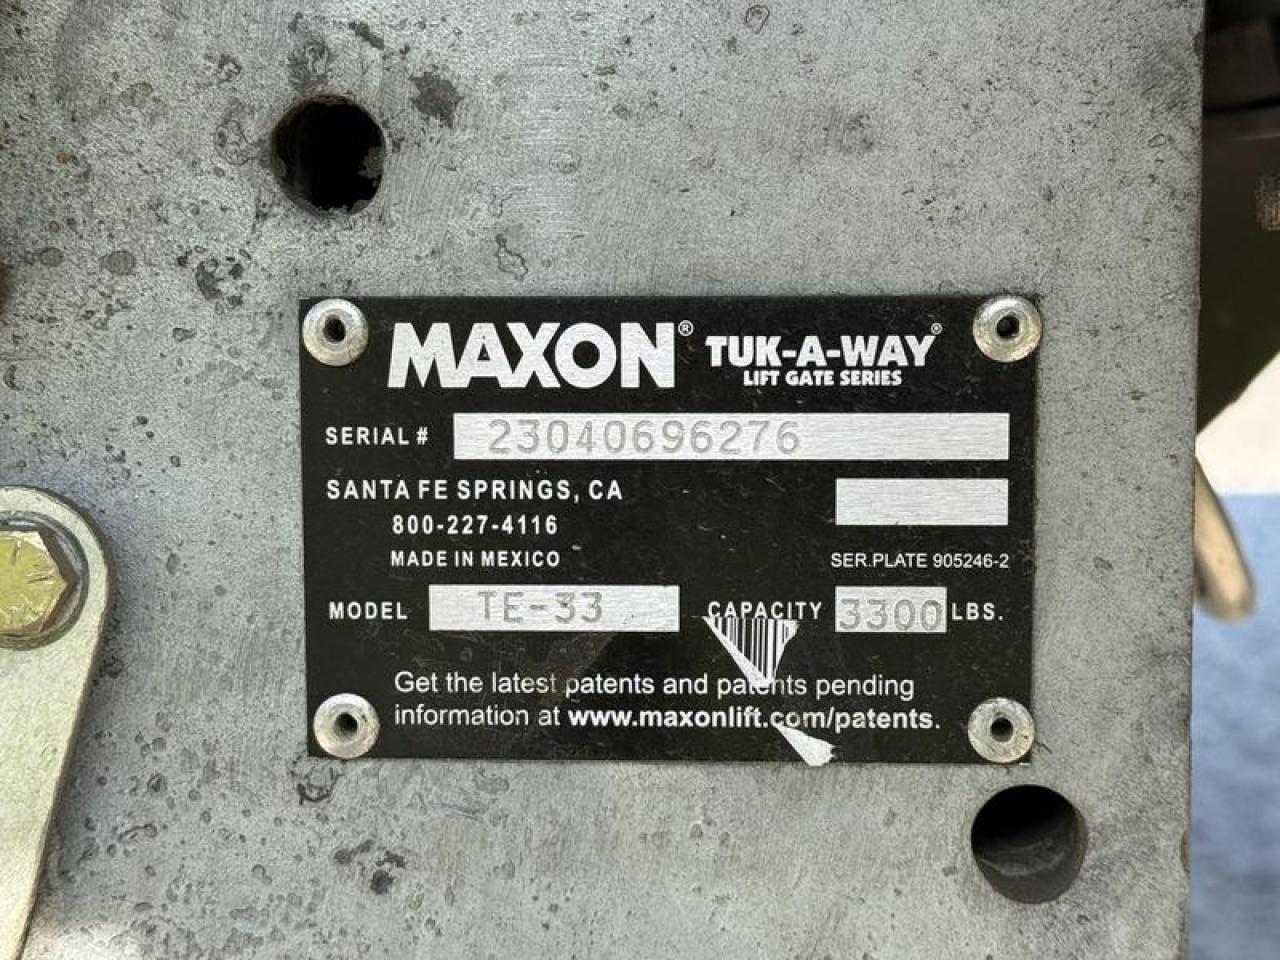 MAXON® TUK-A-WAY®
LIFT GATE SERIES
SERIAL # 23040696276
SANTA FE SPRINGS, CA
800-227-4116
MADE IN MEXICO
SER.PLATE 905246-2
MODEL TE-33 CAPACITY 3300 LBS.
Get the latest patents and patents pending
information at www.maxonlift.com/patents.